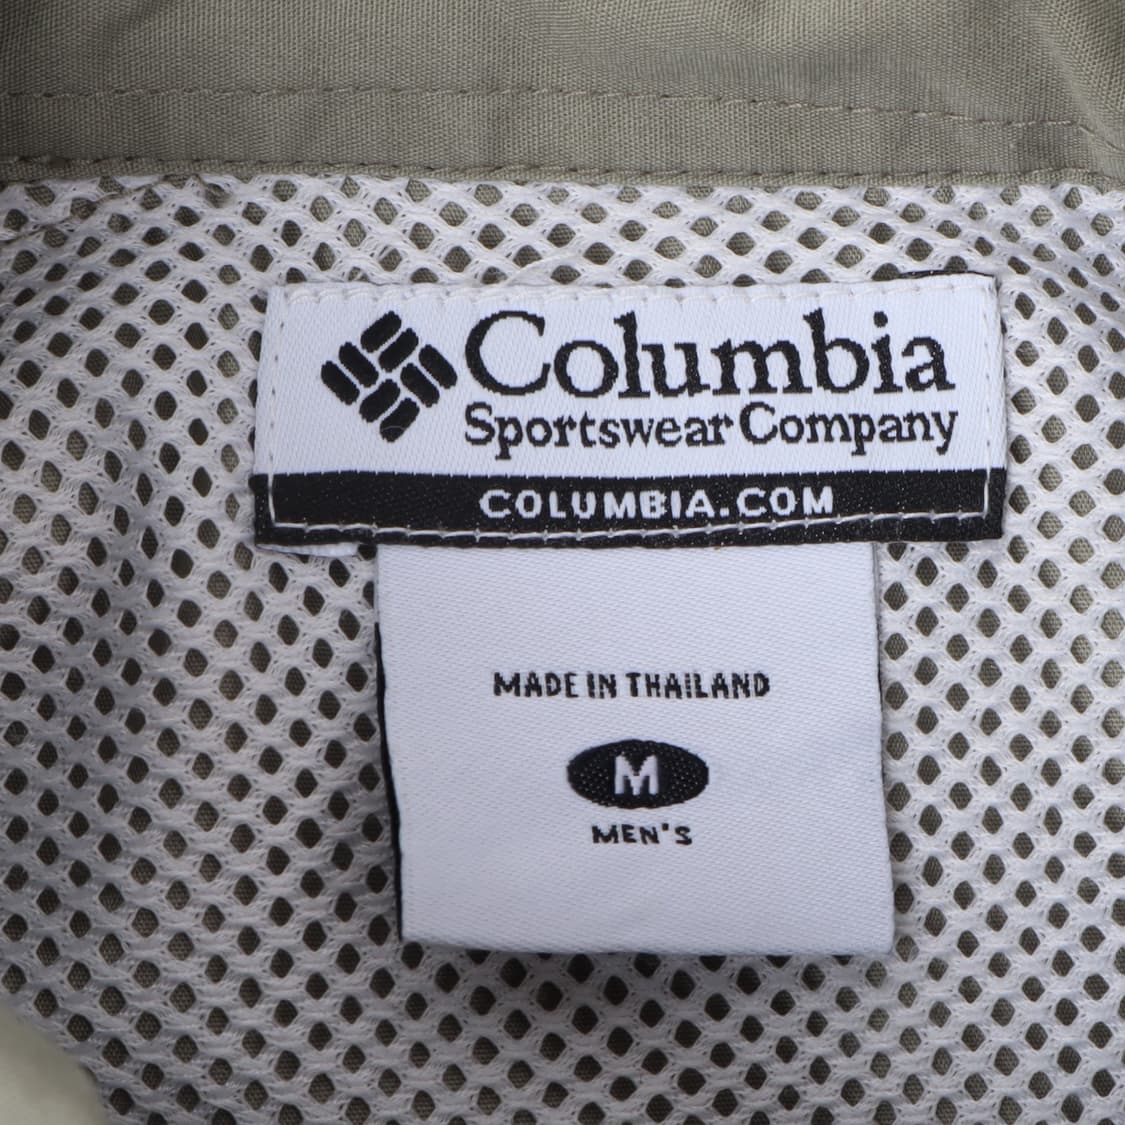 Columbia
Sportswear Company
COLUMBIA.COM
MADE IN THAILAND
M
MEN'S